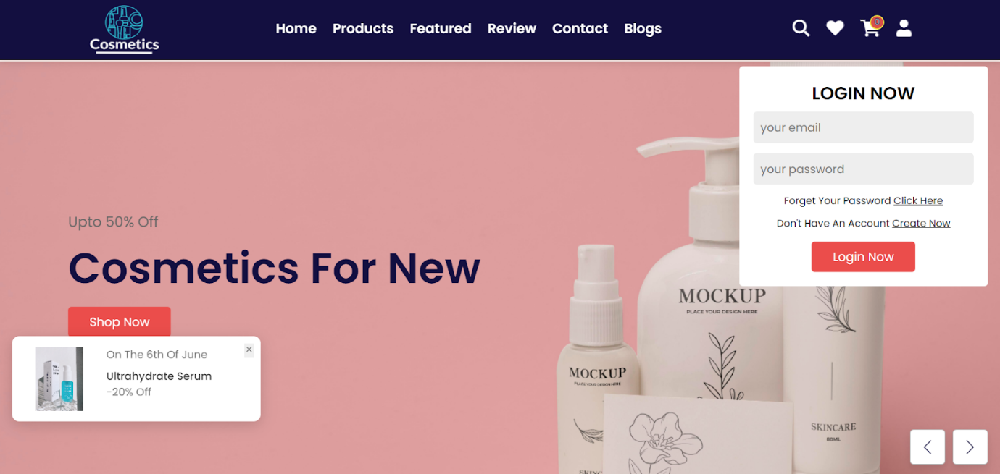 Cosmetics
Home Products Featured Review Contact Blogs
0
LOGIN NOW
your email
your password
Forget Your Password Click Here
Don't Have An Account Create Now
Login Now
Upto 50% Off
Cosmetics For New
Shop Now
On The 6th Of June
Ultrahydrate Serum
-20% Off
MOCKUP
PLACE YOUR DESIGN HERE
MOCKUP
PLACE YOUR DESIGN HERE
SKINCARE
80ML